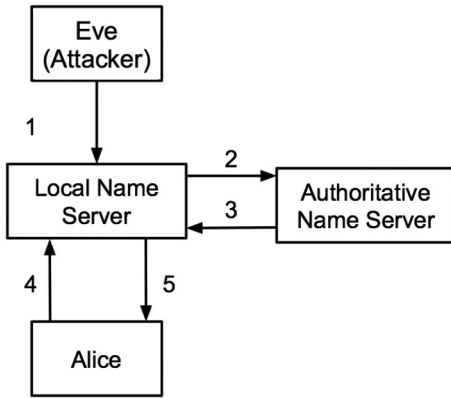 Eve
(Attacker)
1
Local Name
Server
2
3
Authoritative
Name Server
4
5
Alice